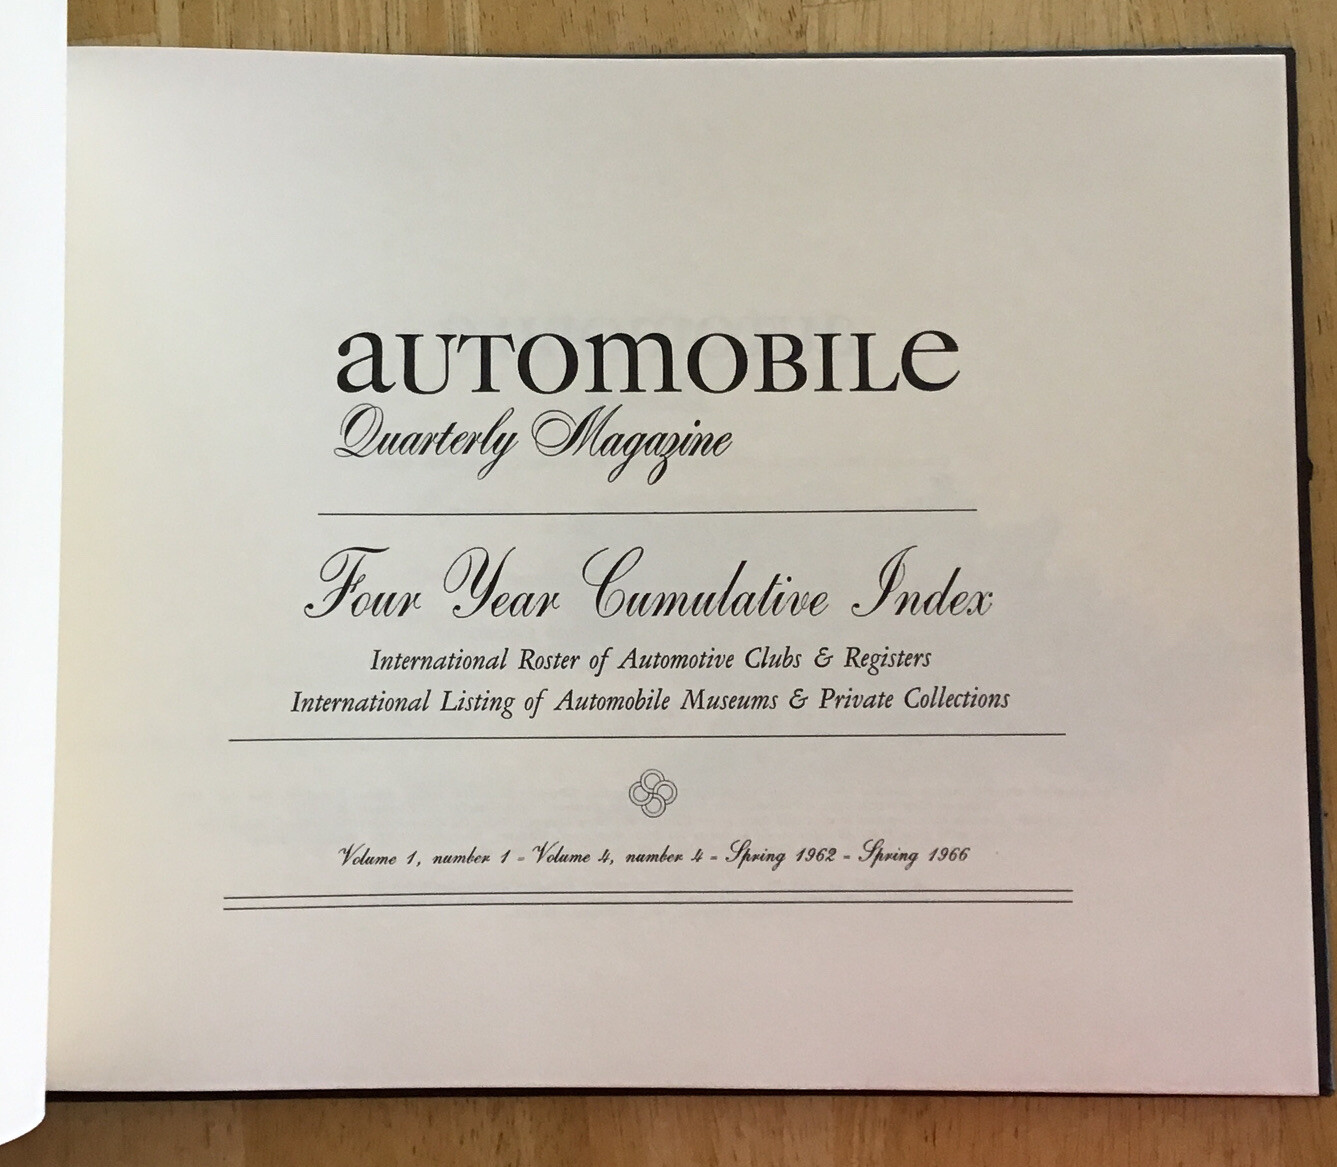 aUTOmOBILe
Quarterly Magazine
Four Year Cumulative Index
International Roster of Automotive Clubs & Registers
International Listing of Automobile Museums & Private Collections
Volume 1, number 1 - Volume 4, number 4 - Spring 1962 - Spring 1966